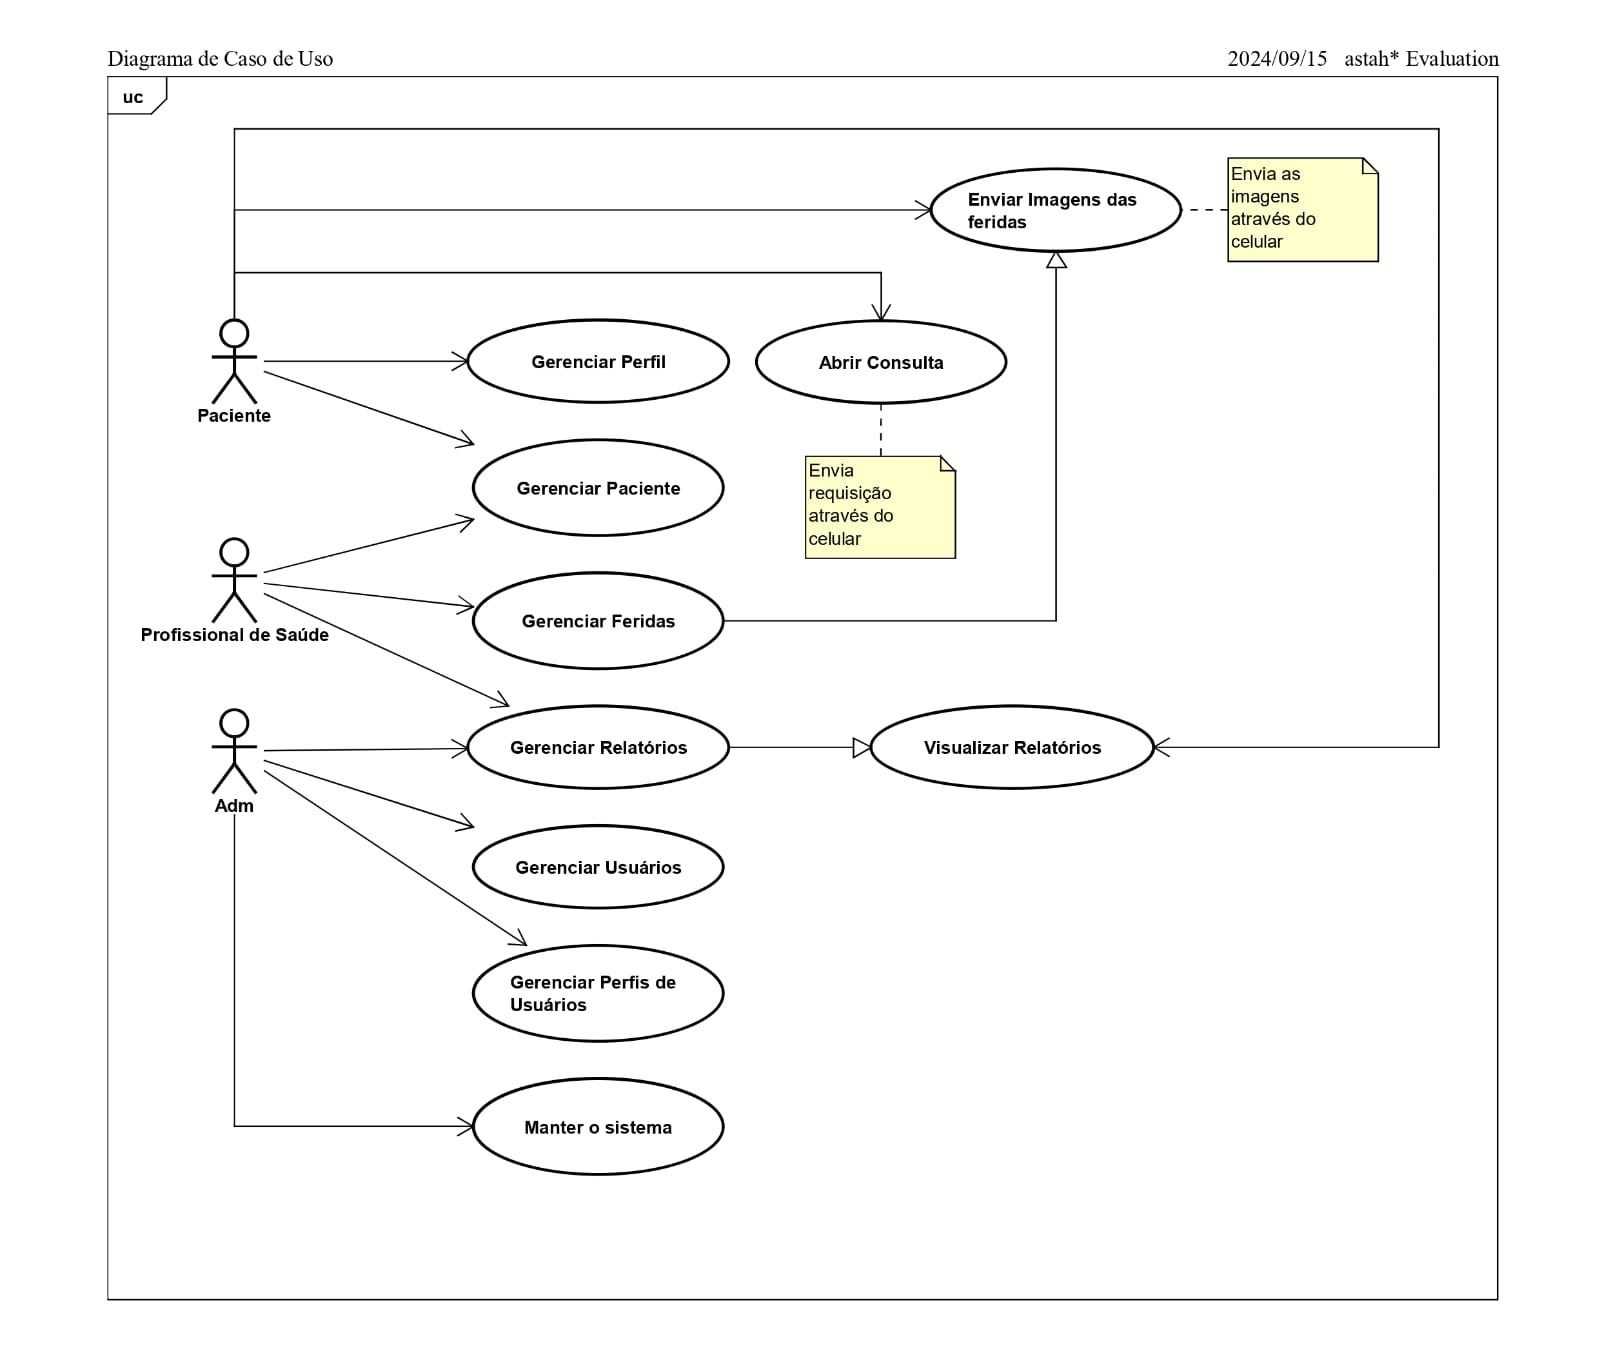 Diagrama de Caso de Uso
2024/09/15 astah* Evaluation
uc
Enviar Imagens das
feridas
Envia as
imagens
através do
celular
Gerenciar Perfil
Abrir Consulta
Paciente
Gerenciar Paciente
Envia
requisição
através do
celular
Gerenciar Feridas
Profissional de Saúde
Gerenciar Relatórios
Visualizar Relatórios
Adm
Gerenciar Usuários
Gerenciar Perfis de
Usuários
Manter o sistema